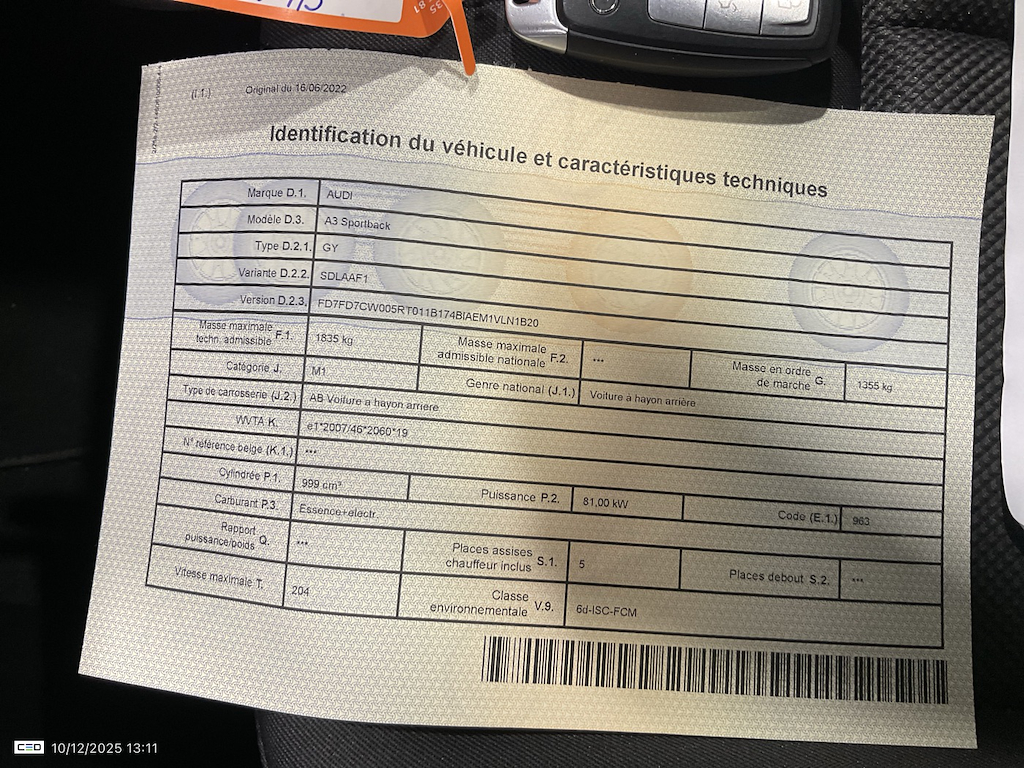 (I.1.) Original du 16/06/2022
Identification du véhicule et caractéristiques techniques
Marque D.1. AUDI
Modèle D.3. A3 Sportback
Type D.2.1. GY
Variante D.2.2. SDLAAF1
Version D.2.3. FD7FD7CW005RT011B174BIAEM1VLN1B20
Masse maximale techn. admissible F.1. 1835 kg Masse maximale admissible nationale F.2. *** Masse en ordre de marche G. 1355 kg
Catégorie J. M1 Genre national (J.1.) Voiture à hayon arrière
Type de carrosserie (J.2.) AB Voiture à hayon arrière
WVTA K. e1*2007/46*2060*19
N° référence belge (K.1.) ***
Cylindrée P.1. 999 cm³ Puissance P.2. 81,00 kW Code (E.1.) 963
Carburant P.3. Essence+électr.
Rapport puissance/poids Q. *** Places assises chauffeur inclus S.1. 5 Places debout S.2. ***
Vitesse maximale T. 204 Classe environnementale V.9. 6d-ISC-FCM
CED 10/12/2025 13:11